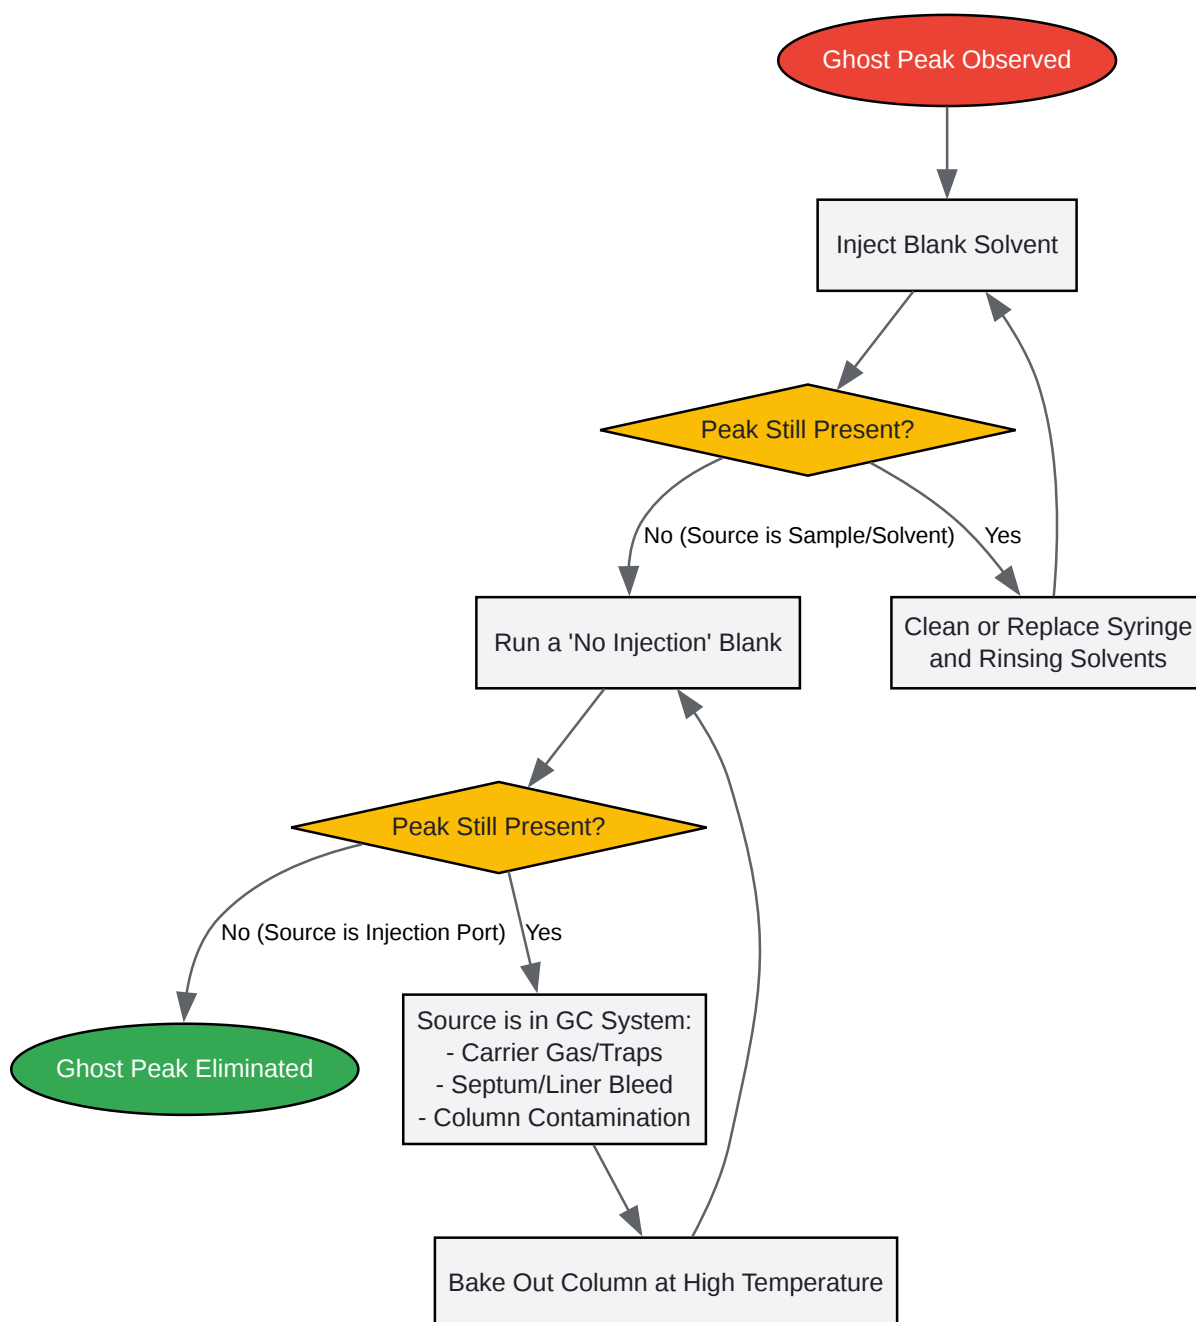 Ghost Peak Observed
Inject Blank Solvent
Peak Still Present?
No (Source is Sample/Solvent)
Yes
Run a 'No Injection' Blank
Clean or Replace Syringe
and Rinsing Solvents
Peak Still Present?
No (Source is Injection Port)
Yes
Source is in GC System:
- Carrier Gas/Traps
- Septum/Liner Bleed
- Column Contamination
Ghost Peak Eliminated
Bake Out Column at High Temperature